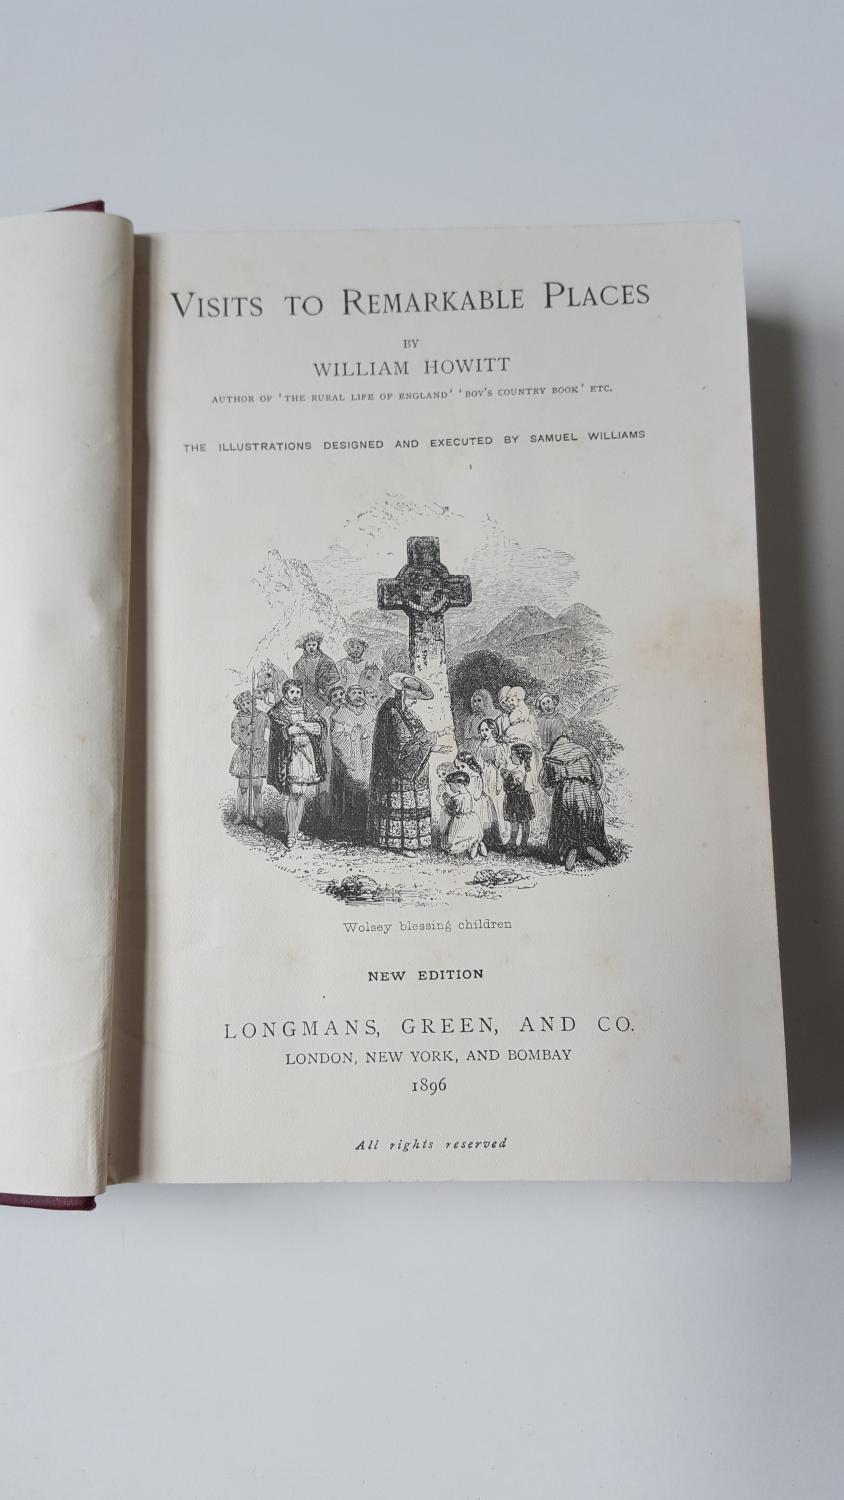 VISITS TO REMARKABLE PLACES
BY
WILLIAM HOWITT
AUTHOR OF 'THE RURAL LIFE OF ENGLAND' 'BOY'S COUNTRY BOOK' ETC.
THE ILLUSTRATIONS DESIGNED AND EXECUTED BY SAMUEL WILLIAMS
Wolsey blessing children
NEW EDITION
LONGMANS, GREEN, AND CO.
LONDON, NEW YORK, AND BOMBAY
1896
All rights reserved